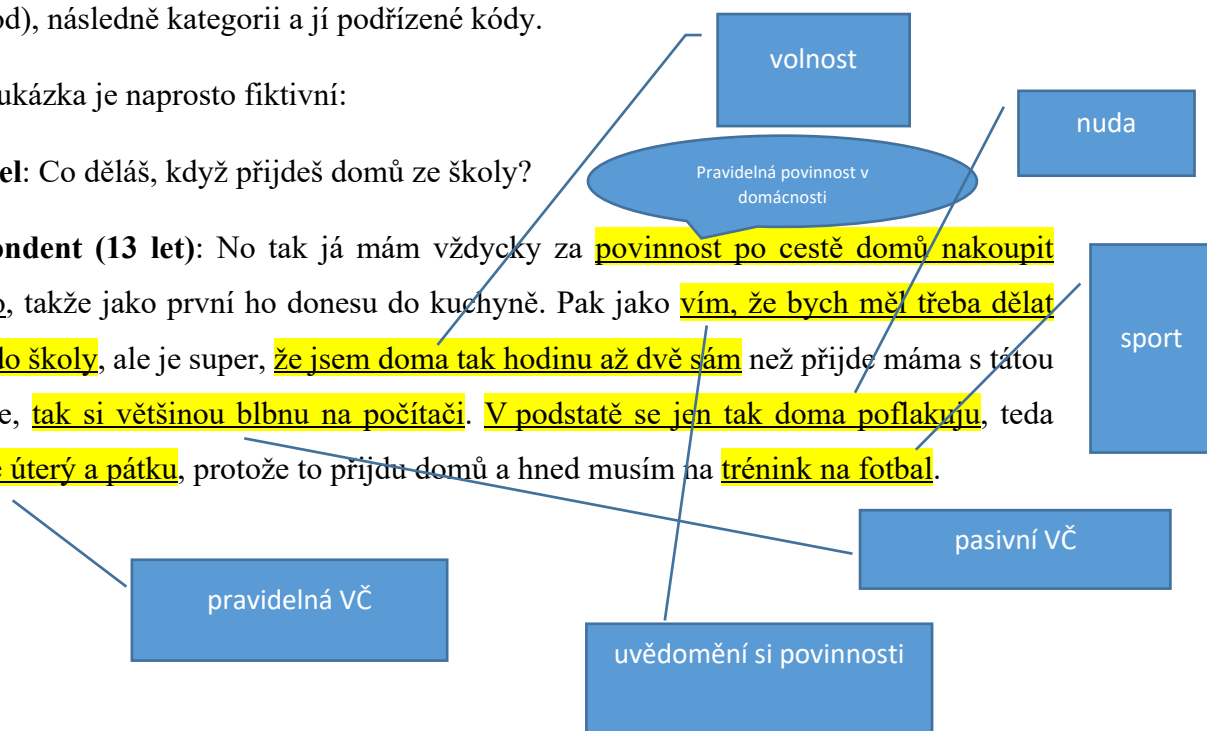 od), následně kategorii a jí podřízené kódy.
volnost
ukázka je naprosto fiktivní:
nuda
el: Co děláš, když přijdeš domů ze školy?
Pravidelná povinnost v
domácnosti
ondent (13 let): No tak já mám vždycky za povinnost po cestě domů nakoupit
o, takže jako první ho donesu do kuchyně. Pak jako vím, že bych měl třeba dělat
sport
do školy, ale je super, že jsem doma tak hodinu až dvě sám než přijde máma s tátou
e, tak si většinou blbnu na počítači. V podstatě se jen tak doma poflakuju, teda
e úterý a pátku, protože to přijdu domů a hned musím na trénink na fotbal.
pasivní VČ
pravidelná VČ
uvědomění si povinnosti